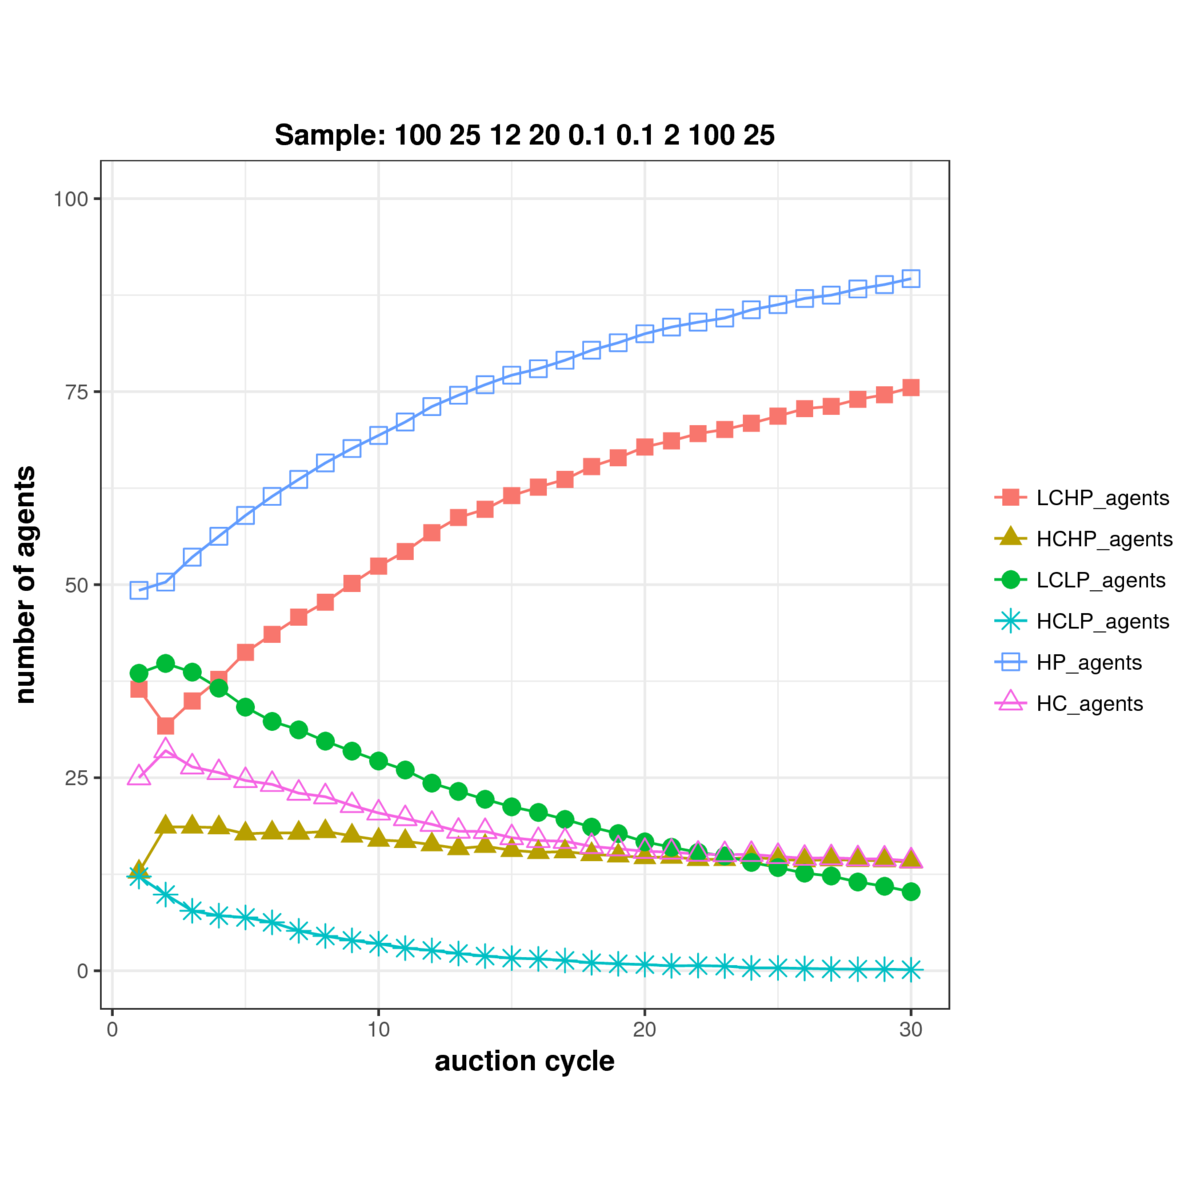 Sample: 100 25 12 20 0.1 0.1 2 100 25
100
75
50
25
0
0 10 20 30
number of agents
auction cycle
LCHP_agents
HCHP_agents
LCLP_agents
HCLP_agents
HP_agents
HC_agents